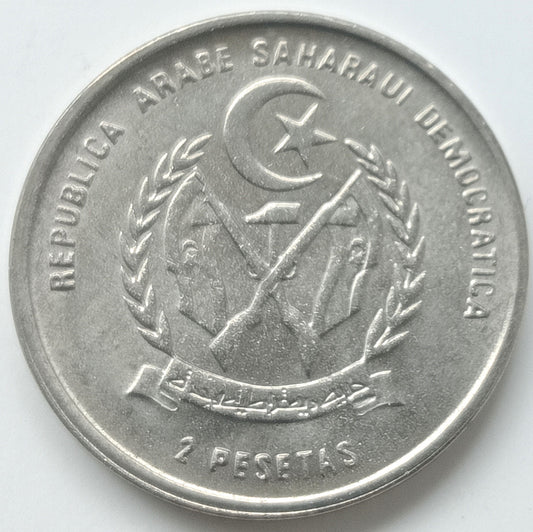 REPUBLICA ARABE SAHARAUI DEMOCRATICA
2 PESETAS